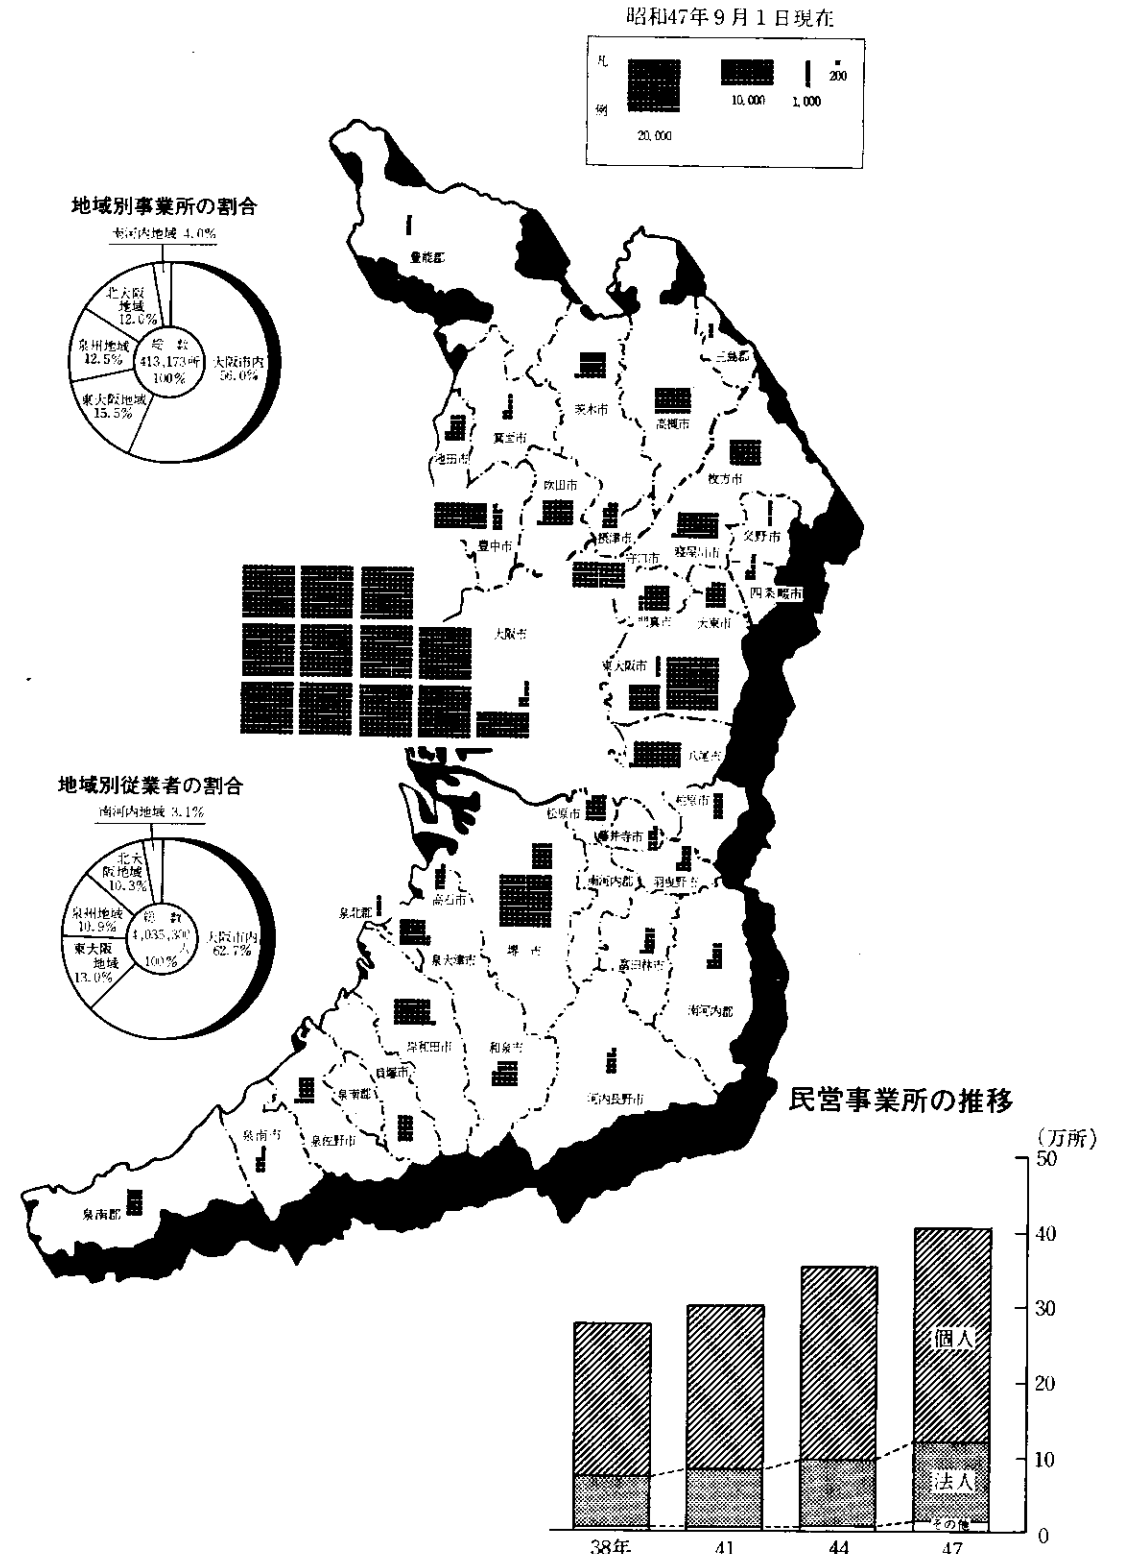 昭和47年9月1日現在
凡
例
20,000
10,000
1,000
200
地域別事業所の割合
南河内地域 4.0%
北大阪
地域
12.0%
泉州地域
12.5%
東大阪地域
15.5%
総数
413,173所
100%
大阪市内
56.0%
豊能郡
三島郡
茨木市
高槻市
箕面市
池田市
枚方市
吹田市
豊中市
摂津市
寝屋川市
交野市
守口市
四条畷市
門真市
大東市
大阪市
東大阪市
八尾市
地域別従業者の割合
南河内地域 3.1%
北大
阪地域
10.3%
泉州地域
10.9%
東大阪
地域
13.0%
総数
4,035,300
人
100%
大阪市内
62.7%
松原市
柏原市
藤井寺市
南河内郡
羽曳野市
高石市
泉北郡
泉大津市
堺市
富田林市
南河内郡
岸和田市
和泉市
貝塚市
泉南郡
河内長野市
泉南市
泉佐野市
泉南郡
民営事業所の推移
(万所)
50
40
30
20
10
0
個人
法人
その他
38年
41
44
47